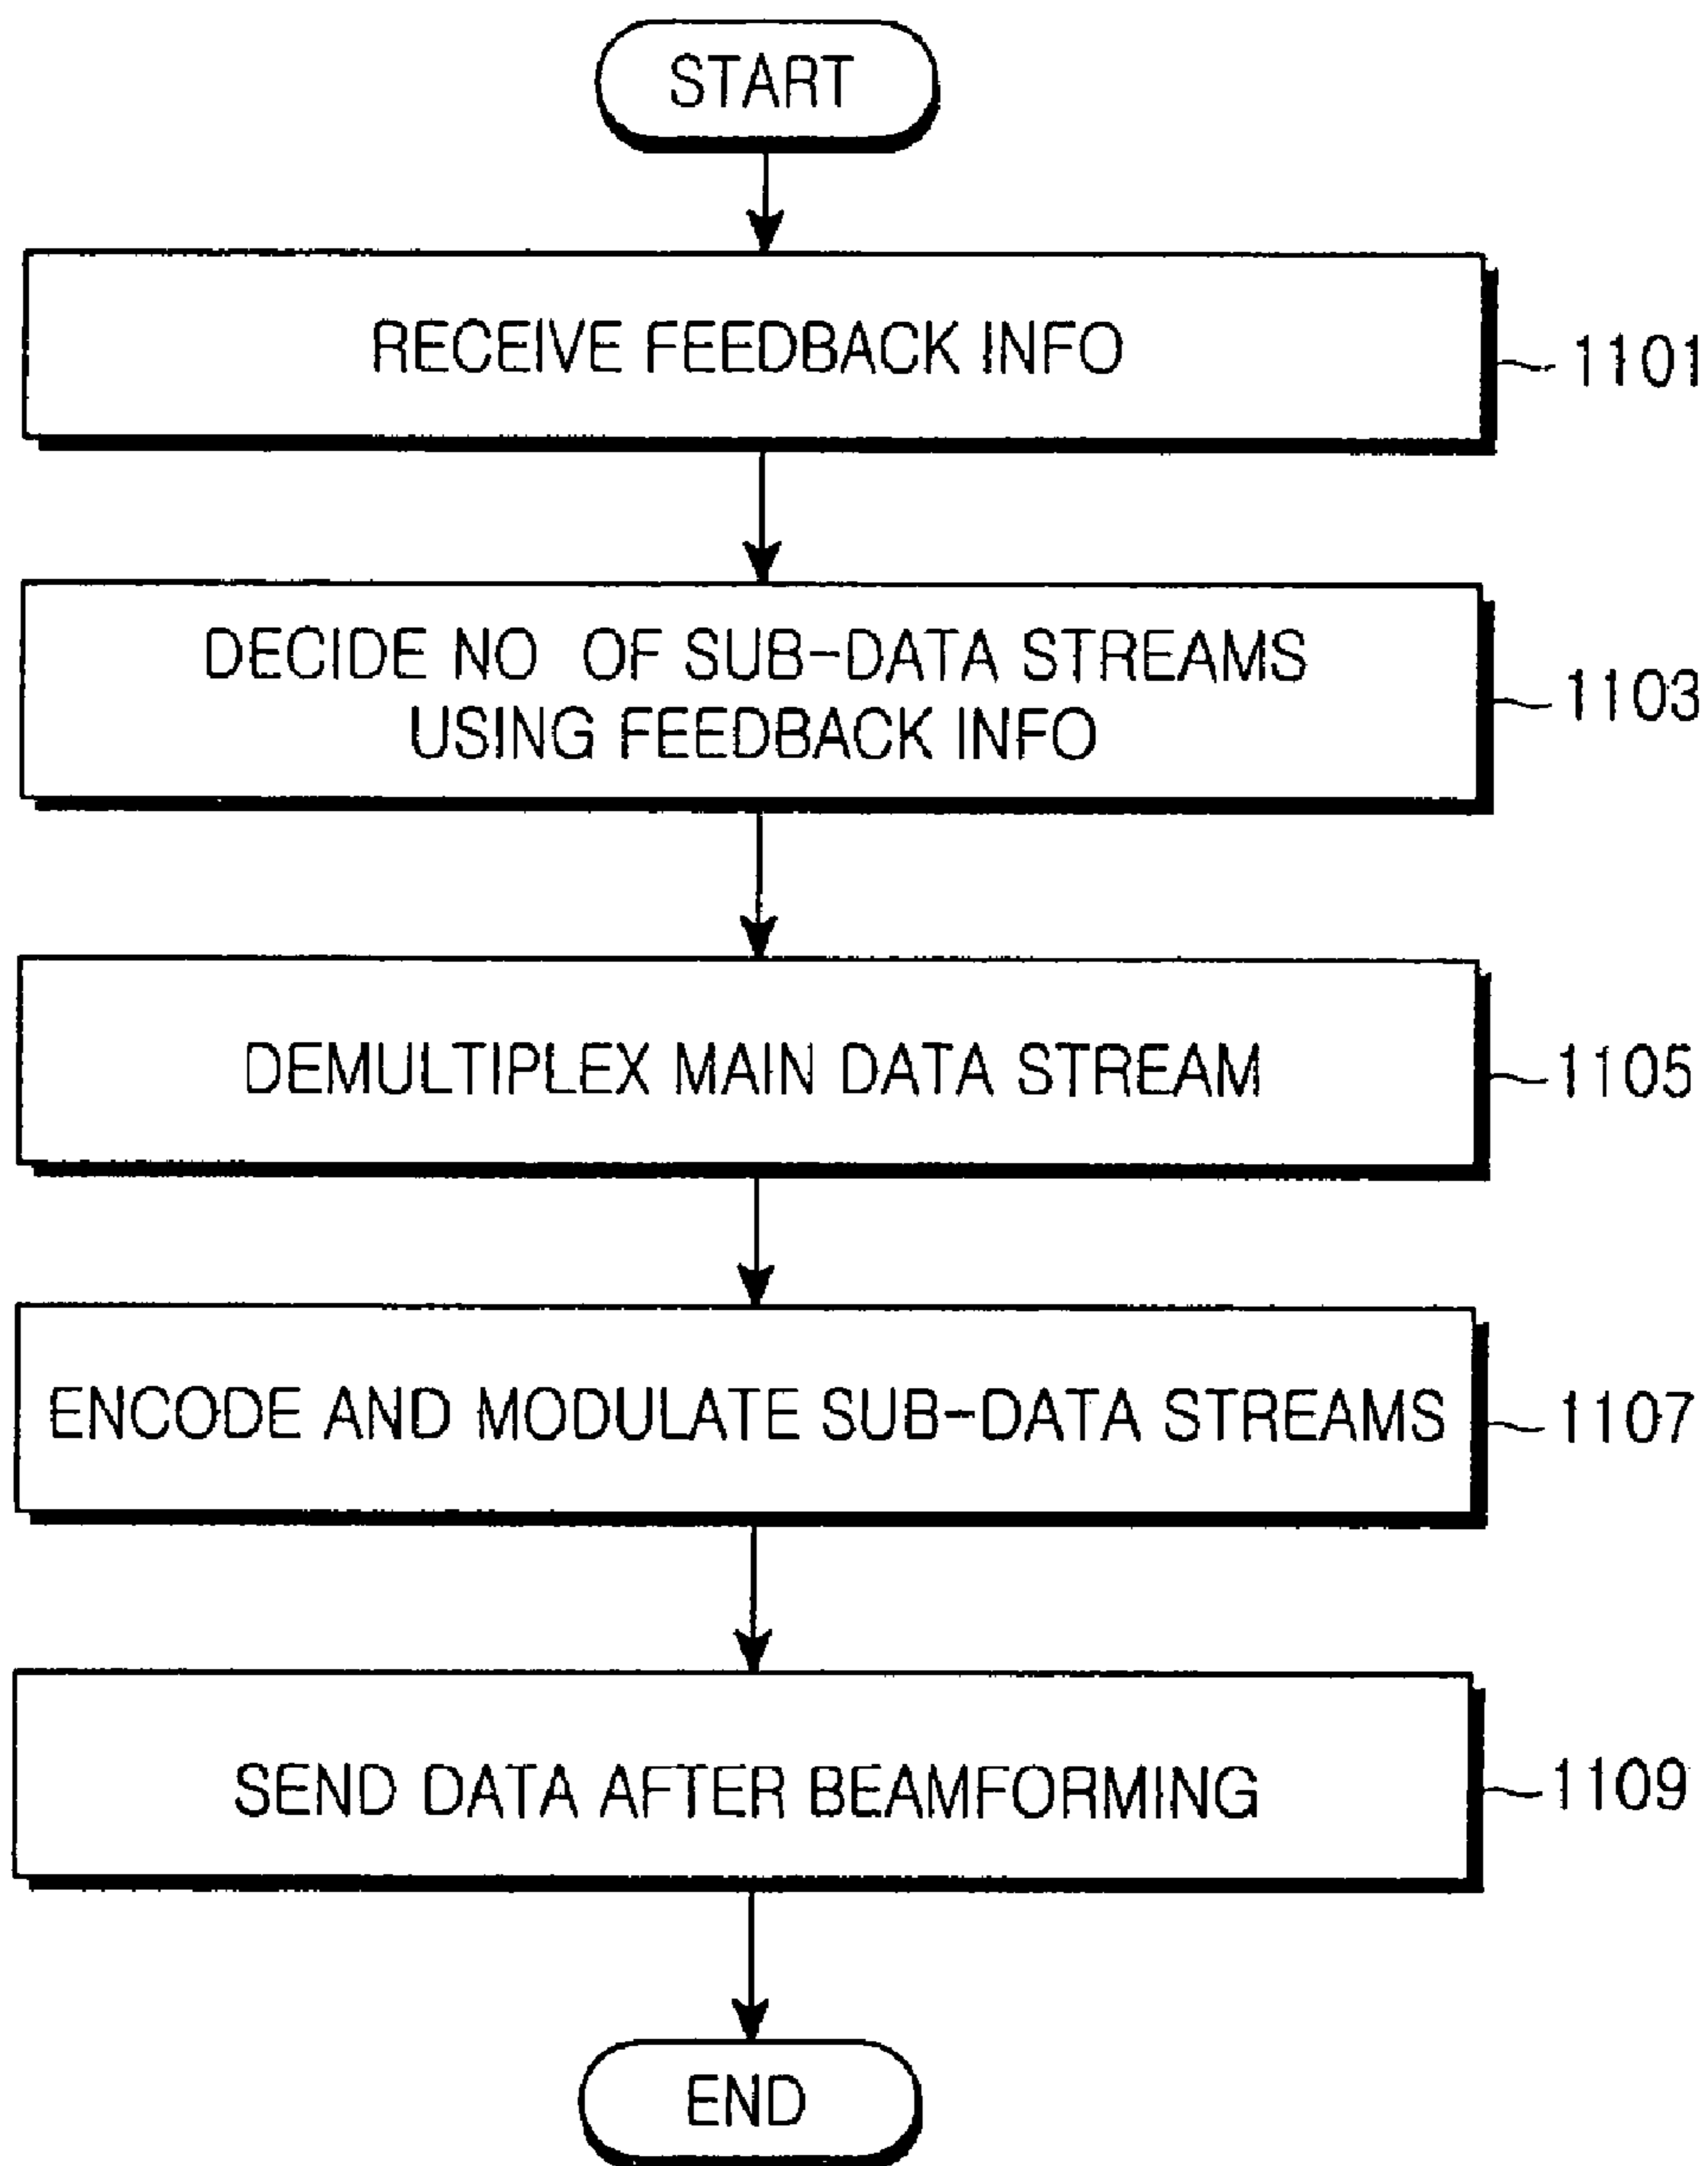 START
RECEIVE FEEDBACK INFO
1101
DECIDE NO OF SUB-DATA STREAMS
USING FEEDBACK INFO
1103
DEMULTIPLEX MAIN DATA STREAM
1105
ENCODE AND MODULATE SUB-DATA STREAMS
1107
SEND DATA AFTER BEAMFORMING
1109
END